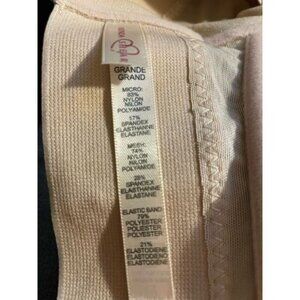 GRANDE
GRAND
MICRO:
83%
NYLON
NILON
POLYAMIDE
17%
SPANDEX
ELASTHANNE
ELASTANE
MESH:
74%
NYLON
NILON
POLYAMIDE
26%
SPANDEX
ELASTHANNE
ELASTANE
ELASTIC BAND:
79%
POLYESTER
POLIESTER
POLYESTER
21%
ELASTODIENE
ELASTODIENO
ELASTODIENE